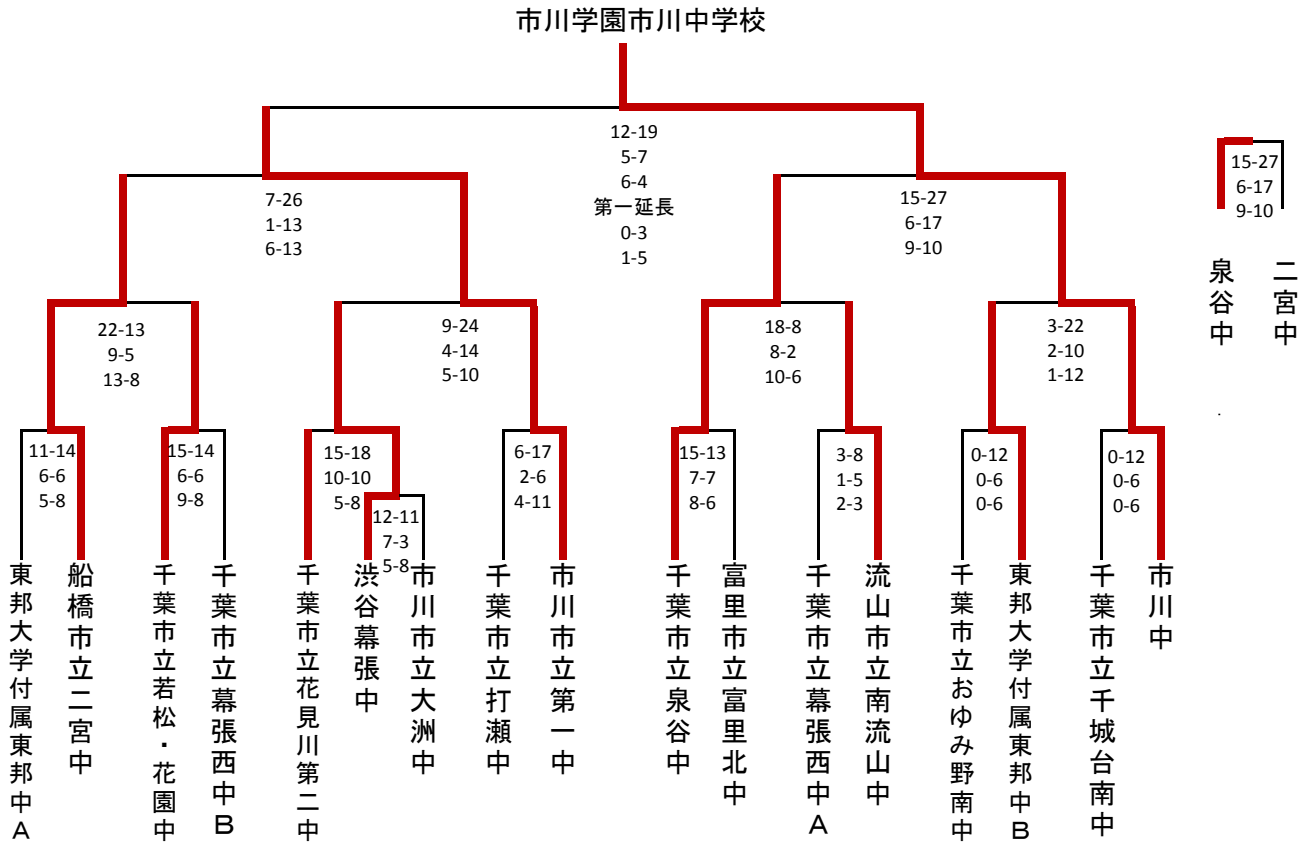 市川学園市川中学校
12-19
5-7
6-4
第一延長
0-3
1-5
15-27
6-17
9-10
泉谷中
二宮中
7-26
1-13
6-13
15-27
6-17
9-10
22-13
9-5
13-8
9-24
4-14
5-10
18-8
8-2
10-6
3-22
2-10
1-12
.
11-14
6-6
5-8
15-14
6-6
9-8
15-18
10-10
5-8
12-11
7-3
5-8
6-17
2-6
4-11
15-13
7-7
8-6
3-8
1-5
2-3
0-12
0-6
0-6
0-12
0-6
0-6
東邦大学付属東邦中A
船橋市立二宮中
千葉市立若松・花園中
千葉市立幕張西中B
千葉市立花見川第二中
渋谷幕張中
市川市立大洲中
千葉市立打瀬中
市川市立第一中
千葉市立泉谷中
富里市立富里北中
千葉市立幕張西中A
流山市立南流山中
千葉市立おゆみ野南中
東邦大学付属東邦中B
千葉市立千城台南中
市川中